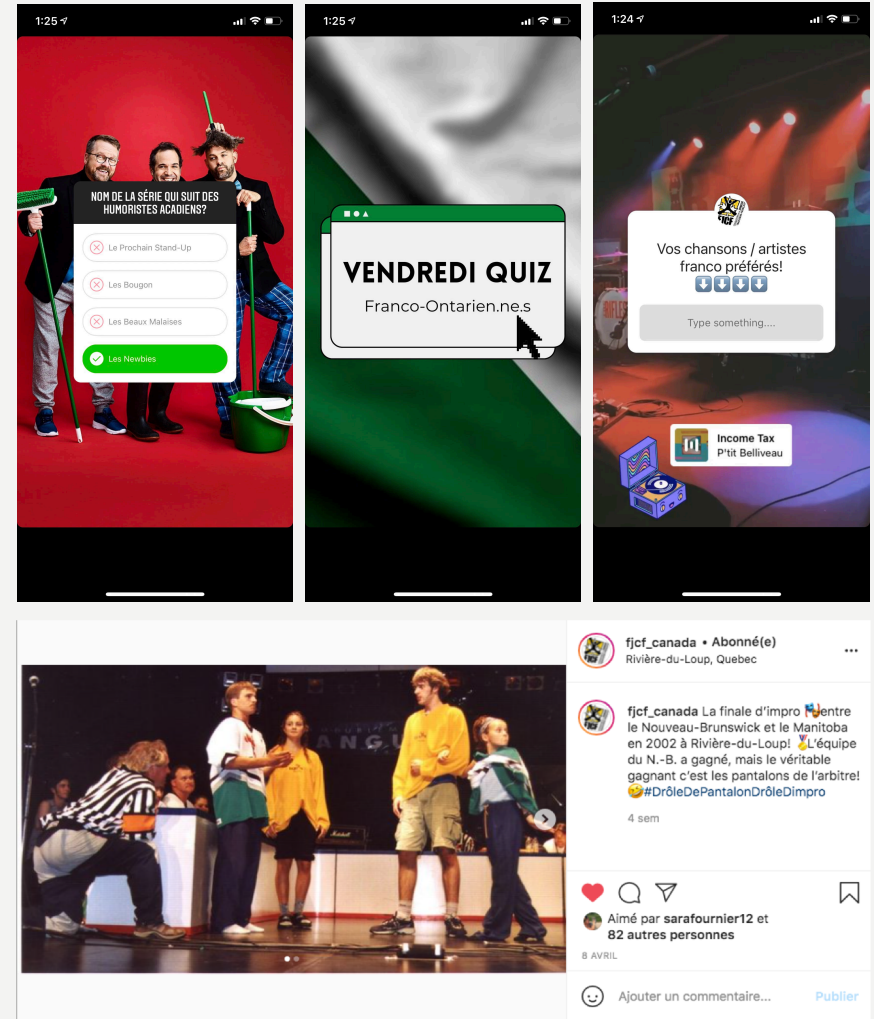 1:25
NOM DE LA SÉRIE QUI SUIT DES
HUMORISTES ACADIENS?
Le Prochain Stand-Up
Les Bougon
Les Beaux Malaises
Les Newbies
1:25
VENDREDI QUIZ
Franco-Ontarien.ne.s
1:24
FJCF
Vos chansons / artistes
franco préférés!
Type something....
RIFLES
Income Tax
P'tit Belliveau
fjcf_canada • Abonné(e)
Rivière-du-Loup, Quebec
fjcf_canada La finale d'impro entre
le Nouveau-Brunswick et le Manitoba
en 2002 à Rivière-du-Loup! L'équipe
du N.-B. a gagné, mais le véritable
gagnant c'est les pantalons de l'arbitre!
#DrôleDePantalonDrôleDimpro
4 sem
Aimé par sarafournier12 et
82 autres personnes
8 AVRIL
Ajouter un commentaire...
Publier
Marshall